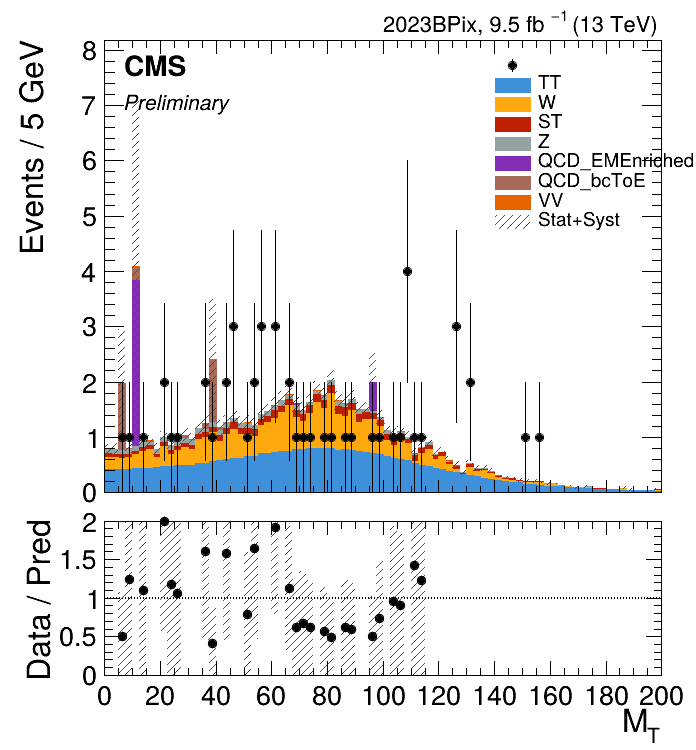 2023BPix, 9.5 fb⁻¹ (13 TeV)
CMS
Preliminary
TT
W
ST
Z
QCD_EMEnriched
QCD_bcToE
VV
Stat+Syst
Events / 5 GeV
8
7
6
5
4
3
2
1
0
Data / Pred
2
1.5
1
0.5
0
0 20 40 60 80 100 120 140 160 180 200
M_T